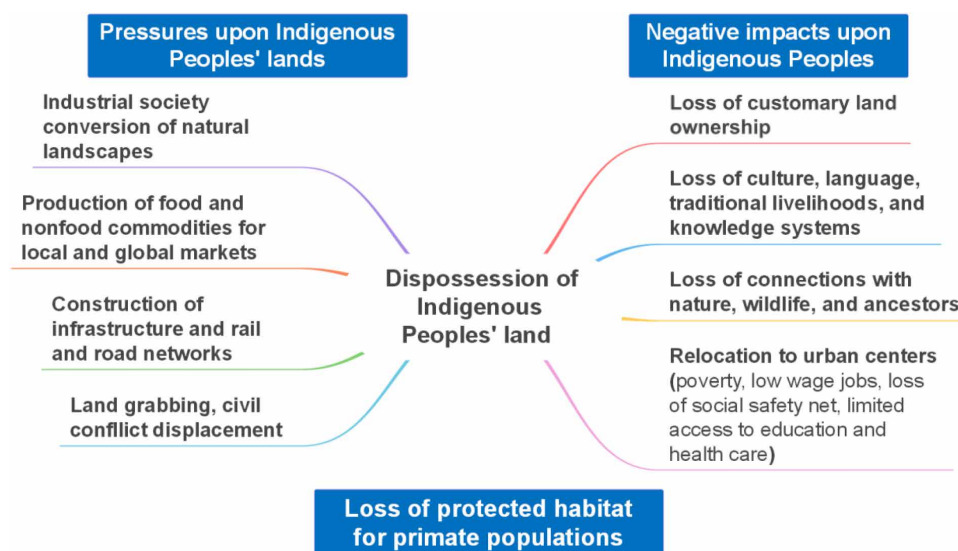 Pressures upon Indigenous
Peoples' lands
Industrial society
conversion of natural
landscapes
Production of food and
nonfood commodities for
local and global markets
Construction of
infrastructure and rail
and road networks
Land grabbing, civil
confllict displacement
Dispossession of
Indigenous
Peoples' land
Negative impacts upon
Indigenous Peoples
Loss of customary land
ownership
Loss of culture, language,
traditional livelihoods, and
knowledge systems
Loss of connections with
nature, wildlife, and ancestors
Relocation to urban centers
(poverty, low wage jobs, loss
of social safety net, limited
access to education and
health care)
Loss of protected habitat
for primate populations